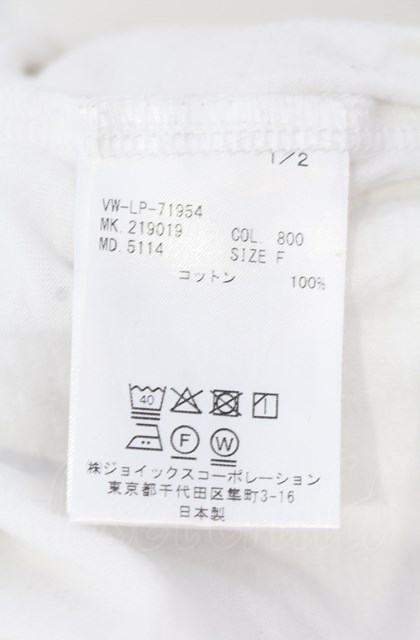 1/2
VW-LP-71954
MK. 219019 COL. 800
MD. 5114 SIZE F
コットン 100%
40
F W
㈱ジョイックスコーポレーション
東京都千代田区隼町3-16
日本製